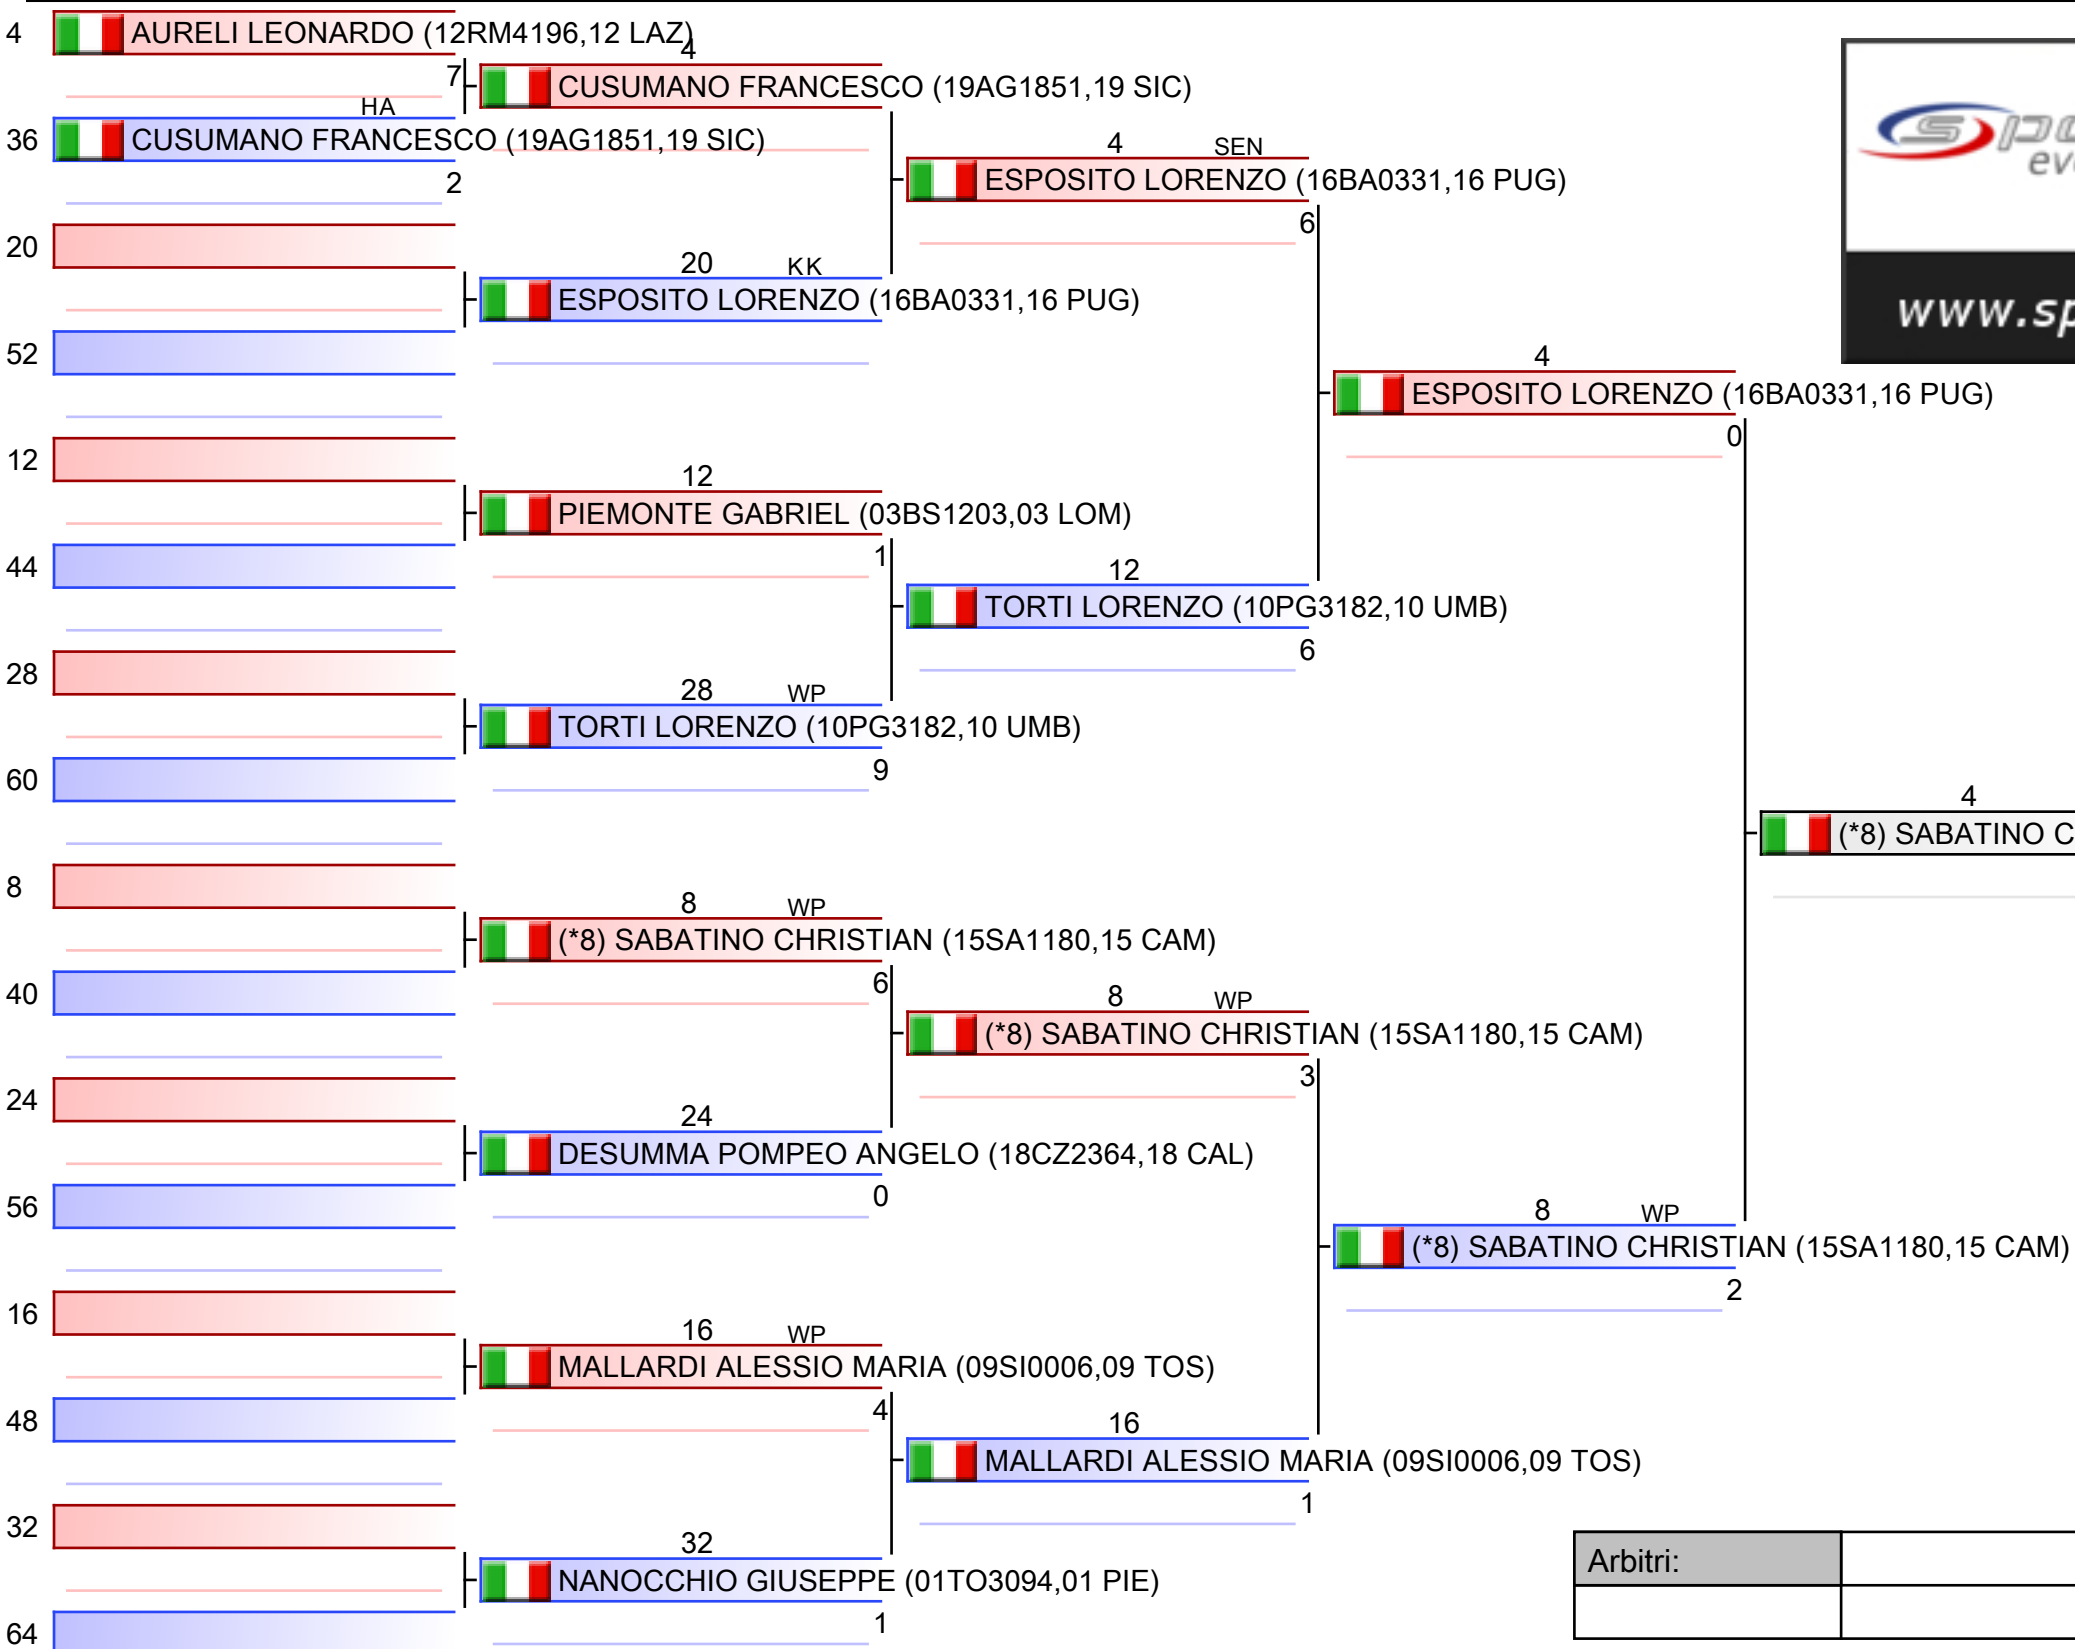 4 AURELI LEONARDO (12RM4196,12 LAZ)
4
7 CUSUMANO FRANCESCO (19AG1851,19 SIC)
HA
36 CUSUMANO FRANCESCO (19AG1851,19 SIC)
2
4 SEN
ESPOSITO LORENZO (16BA0331,16 PUG)
6
20
20 KK
ESPOSITO LORENZO (16BA0331,16 PUG)
www.sp
52
4
ESPOSITO LORENZO (16BA0331,16 PUG)
0
12
12
PIEMONTE GABRIEL (03BS1203,03 LOM)
1
44
12
TORTI LORENZO (10PG3182,10 UMB)
6
28
28 WP
TORTI LORENZO (10PG3182,10 UMB)
9
60
4
(*8) SABATINO C
8
8 WP
(*8) SABATINO CHRISTIAN (15SA1180,15 CAM)
6
40
8 WP
(*8) SABATINO CHRISTIAN (15SA1180,15 CAM)
3
24
24
DESUMMA POMPEO ANGELO (18CZ2364,18 CAL)
0
56
8 WP
(*8) SABATINO CHRISTIAN (15SA1180,15 CAM)
2
16
16 WP
MALLARDI ALESSIO MARIA (09SI0006,09 TOS)
4
48
16
MALLARDI ALESSIO MARIA (09SI0006,09 TOS)
1
32
32
NANOCCHIO GIUSEPPE (01TO3094,01 PIE)
1
64
Arbitri: